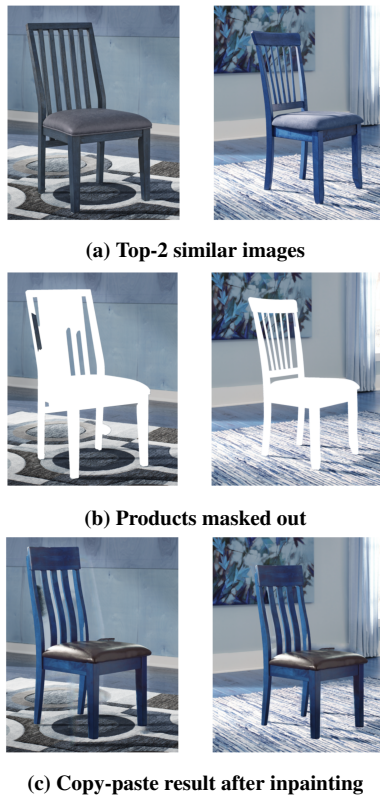 (a) Top-2 similar images
(b) Products masked out
(c) Copy-paste result after inpainting